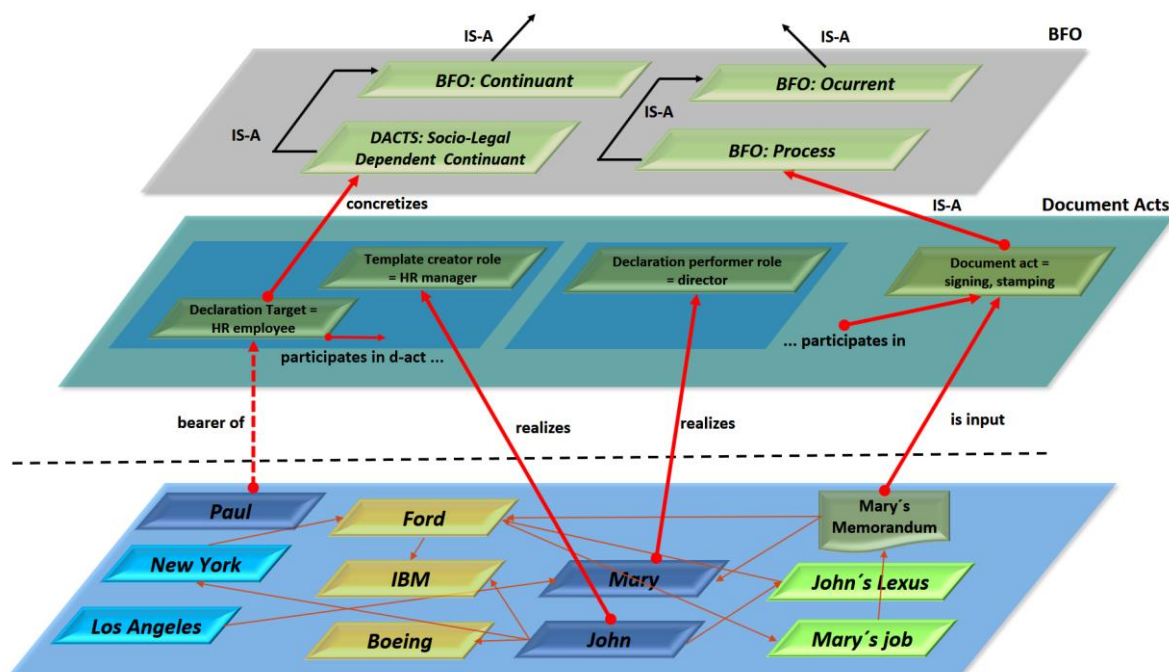 IS-A
IS-A
BFO
BFO: Continuant
BFO: Ocurrent
IS-A
IS-A
DACTS: Socio-Legal
Dependent Continuant
BFO: Process
concretizes
IS-A
Document Acts
Template creator role
= HR manager
Declaration performer role
= director
Document act =
signing, stamping
Declaration Target =
HR employee
participates in d-act ...
... participates in
bearer of
realizes
realizes
is input
Paul
Ford
Mary´s
Memorandum
New York
IBM
Mary
John´s Lexus
Los Angeles
Boeing
John
Mary´s job